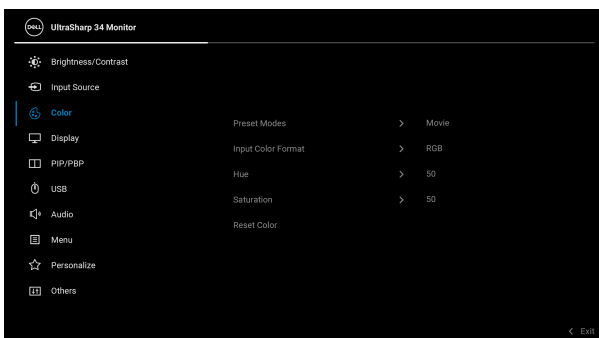 DELL UltraSharp 34 Monitor
Brightness/Contrast
Input Source
Color
Display
PIP/PBP
USB
Audio
Menu
Personalize
Others
Preset Modes > Movie
Input Color Format > RGB
Hue > 50
Saturation > 50
Reset Color
< Exit